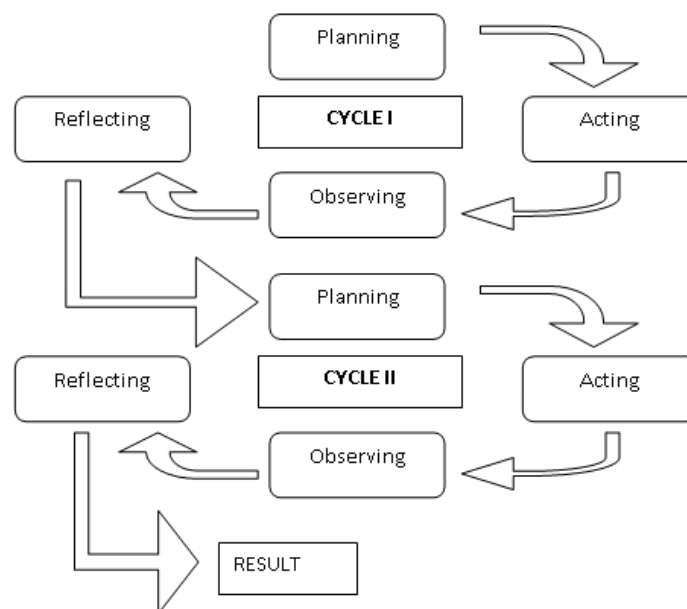 Planning
Reflecting
CYCLE I
Acting
Observing
Planning
Reflecting
CYCLE II
Acting
Observing
RESULT